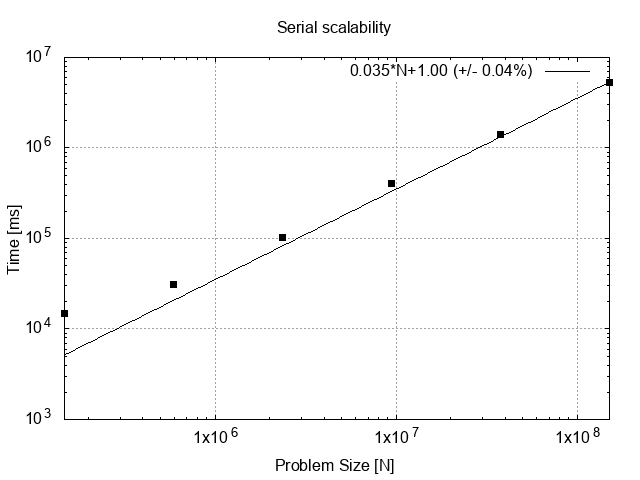 Serial scalability
0.035*N+1.00 (+/- 0.04%)
Time [ms]
10^7
10^6
10^5
10^4
10^3
1x10^6
1x10^7
1x10^8
Problem Size [N]